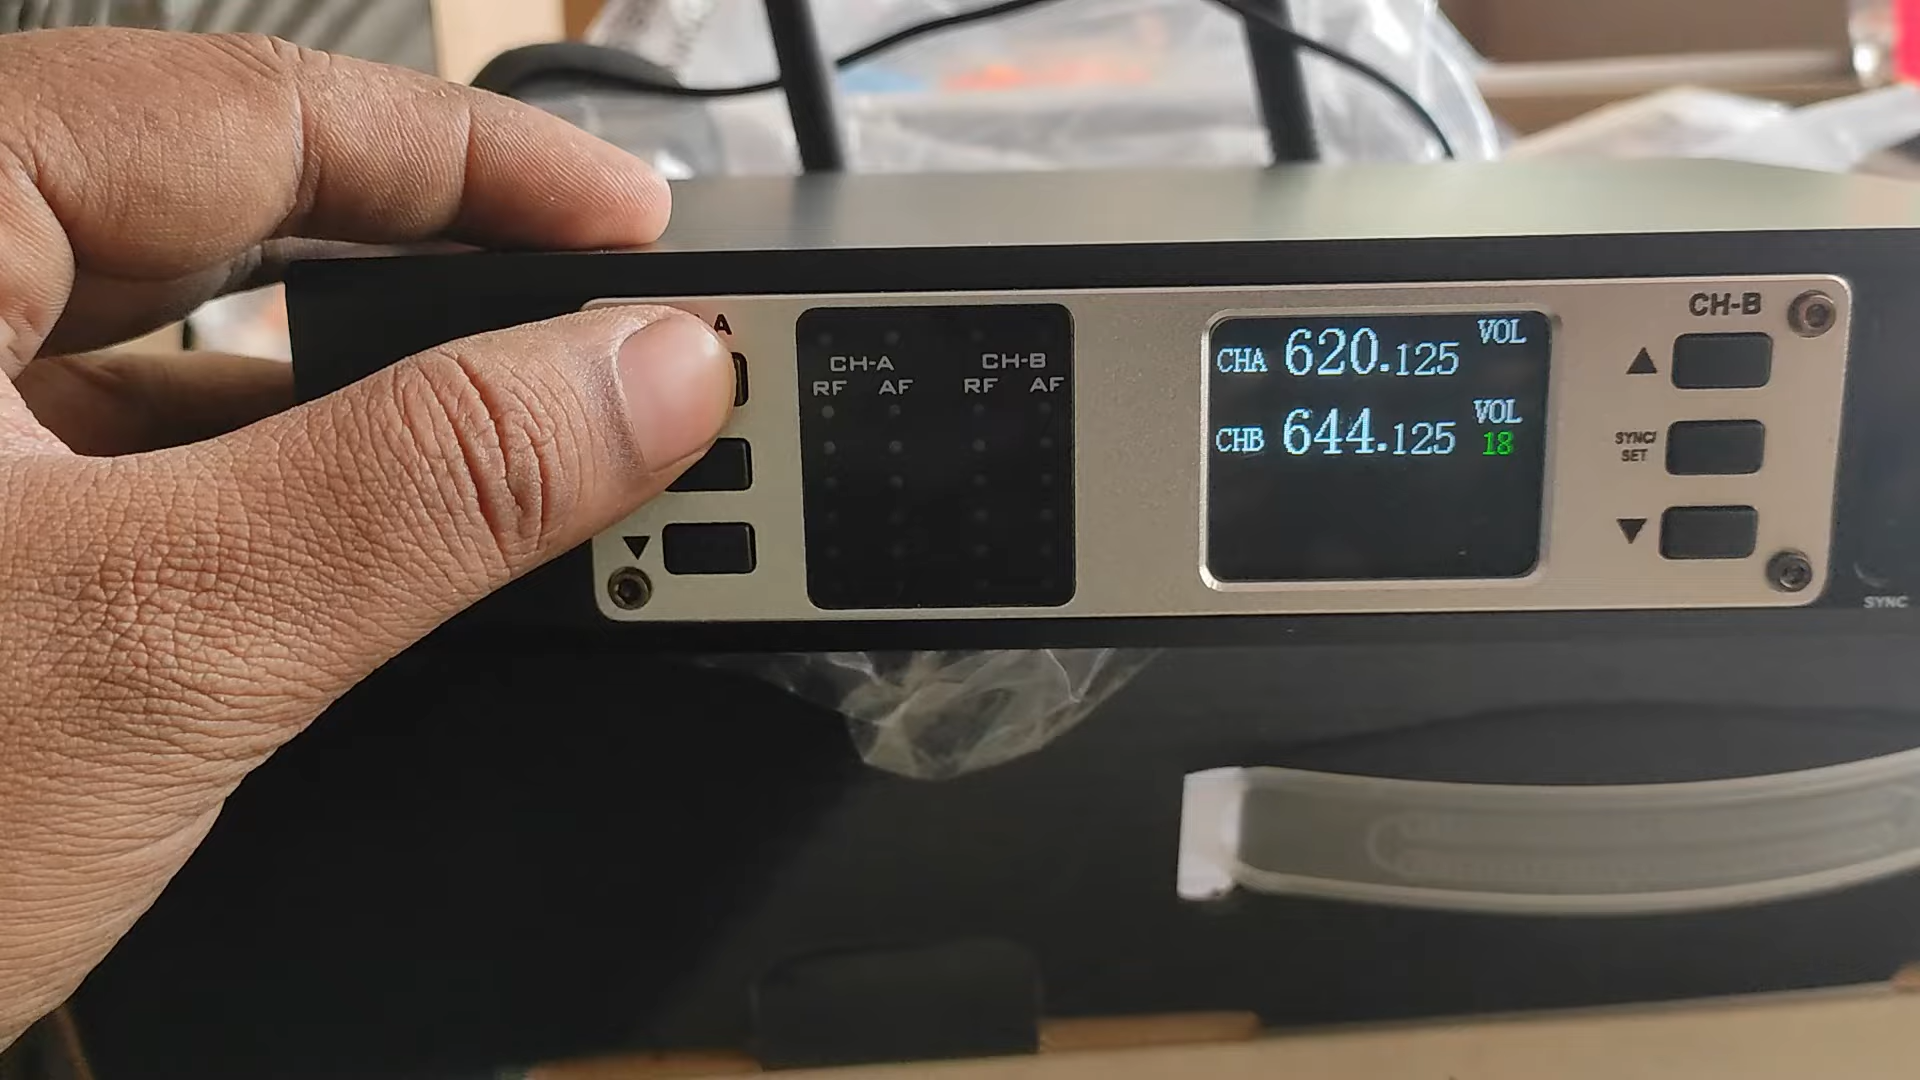 A
CH-A CH-B
RF AF RF AF
VOL
CHA 620.125
VOL
CHB 644.125 18
CH-B
SYNC/
SET
SYNC